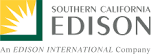 SOUTHERN CALIFORNIA
EDISON
An EDISON INTERNATIONAL Company